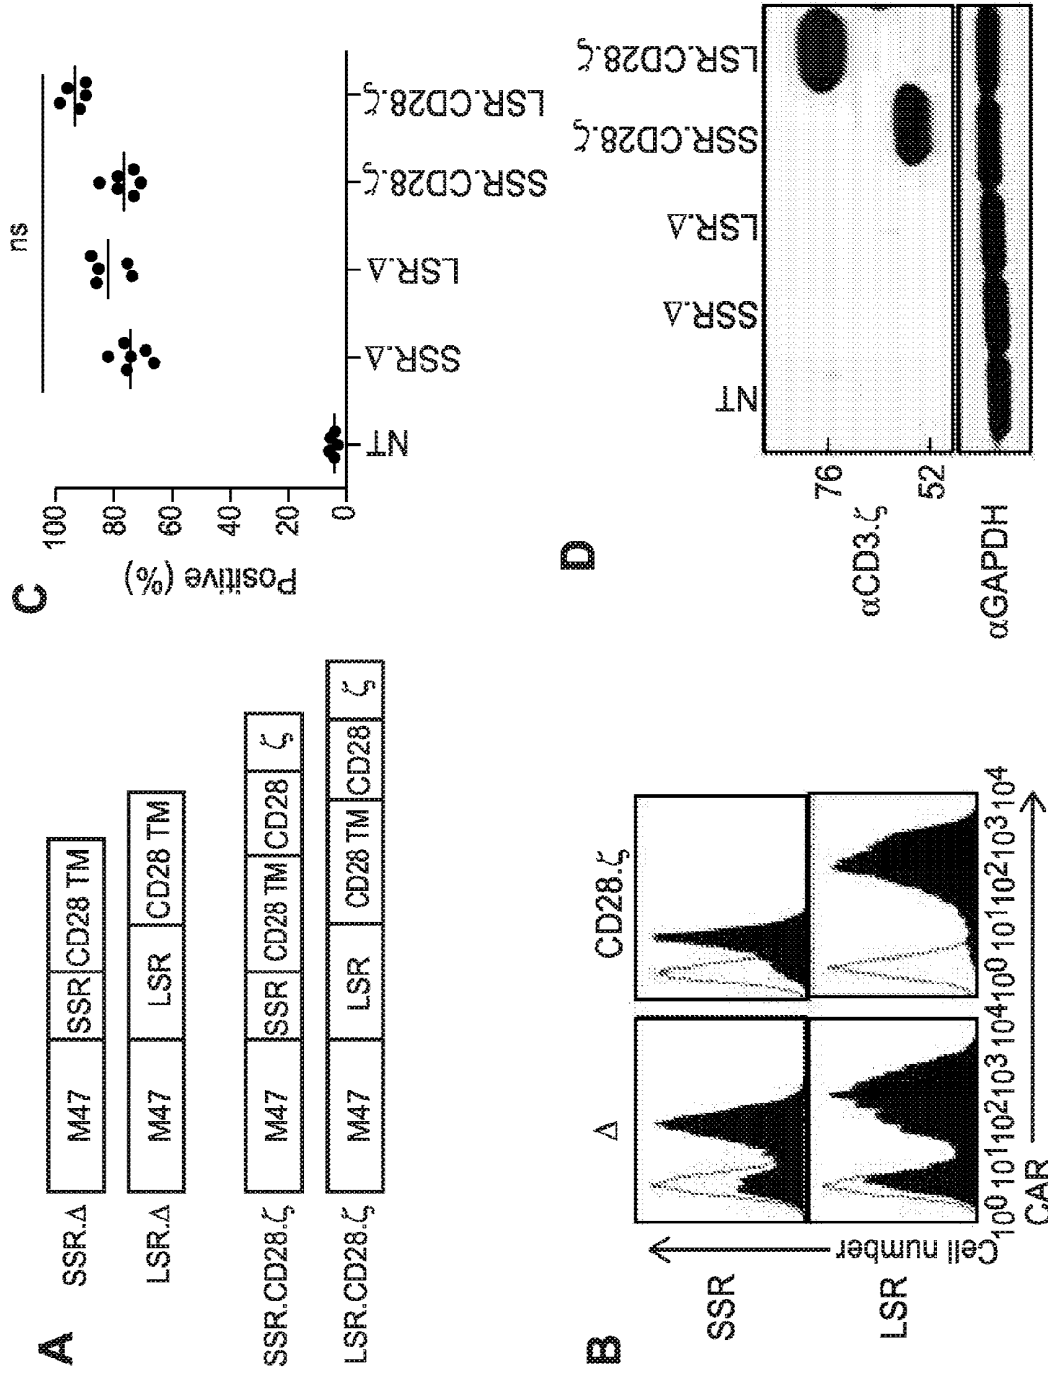 A
SSR.Δ
M47 SSR CD28 TM
LSR.Δ
M47 LSR CD28 TM
SSR.CD28.ζ
M47 SSR CD28 TM CD28 ζ
LSR.CD28.ζ
M47 LSR CD28 TM CD28 ζ
B
Δ CD28.ζ
SSR
LSR
Cell number
10⁰ 10¹ 10² 10³ 10⁴ 10⁰ 10¹ 10² 10³ 10⁴
CAR
C
ns
Positive (%)
100
80
60
40
20
0
NT SSR.Δ LSR.Δ SSR.CD28.ζ LSR.CD28.ζ
D
NT SSR.Δ LSR.Δ SSR.CD28.ζ LSR.CD28.ζ
76
αCD3.ζ
52
αGAPDH